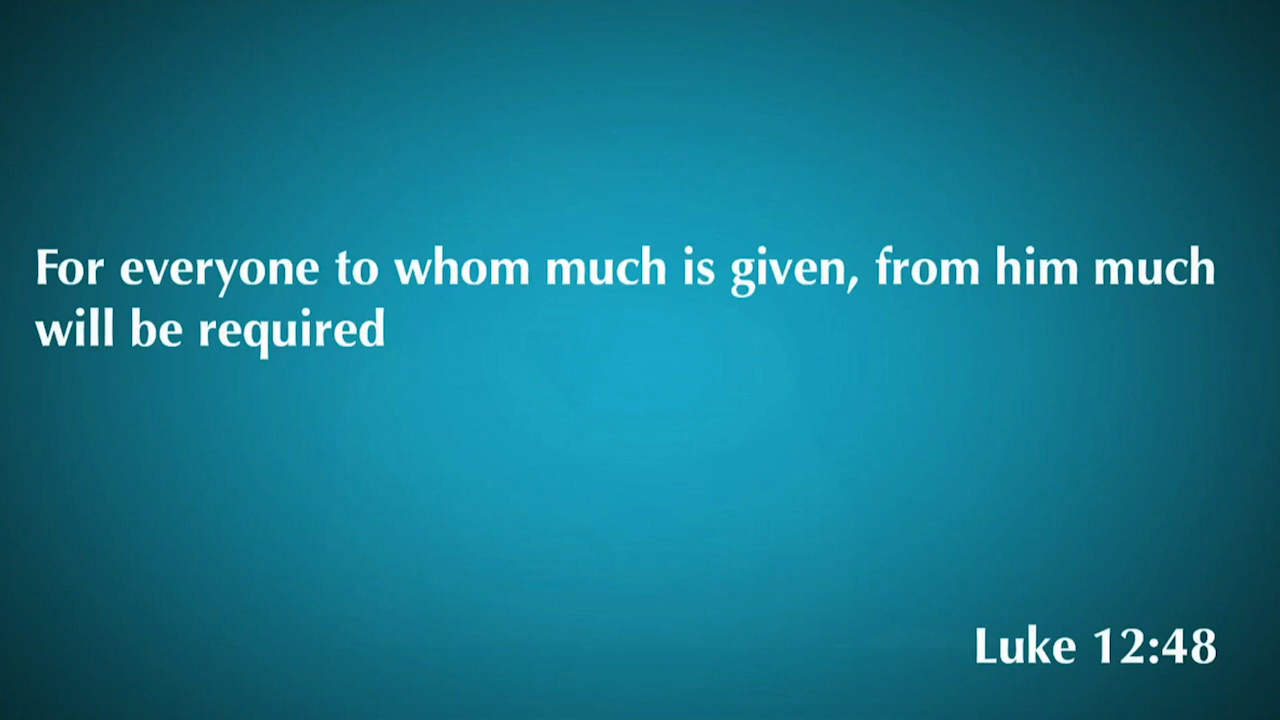 For everyone to whom much is given, from him much
will be required
Luke 12:48